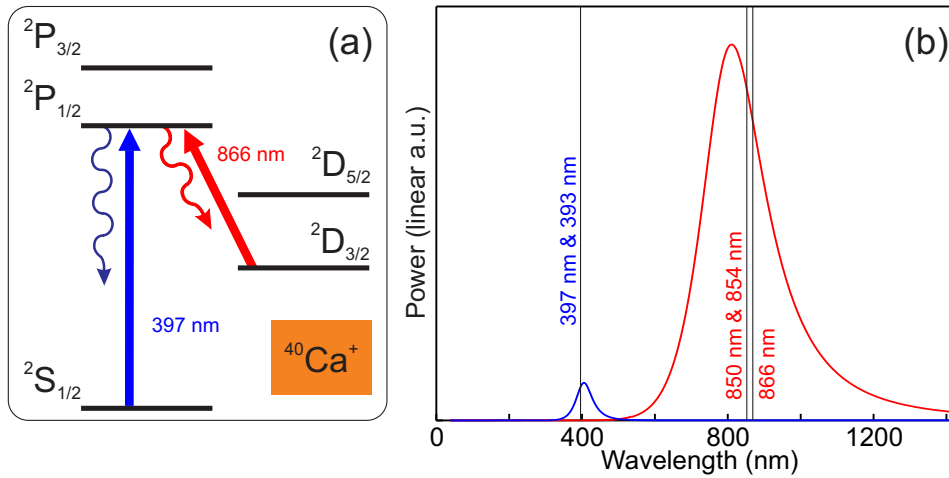 (a)
²P₃/₂
²P₁/₂
866 nm
²D₅/₂
²D₃/₂
397 nm
⁴⁰Ca⁺
²S₁/₂
(b)
Power (linear a.u.)
397 nm & 393 nm
850 nm & 854 nm
866 nm
0 400 800 1200
Wavelength (nm)